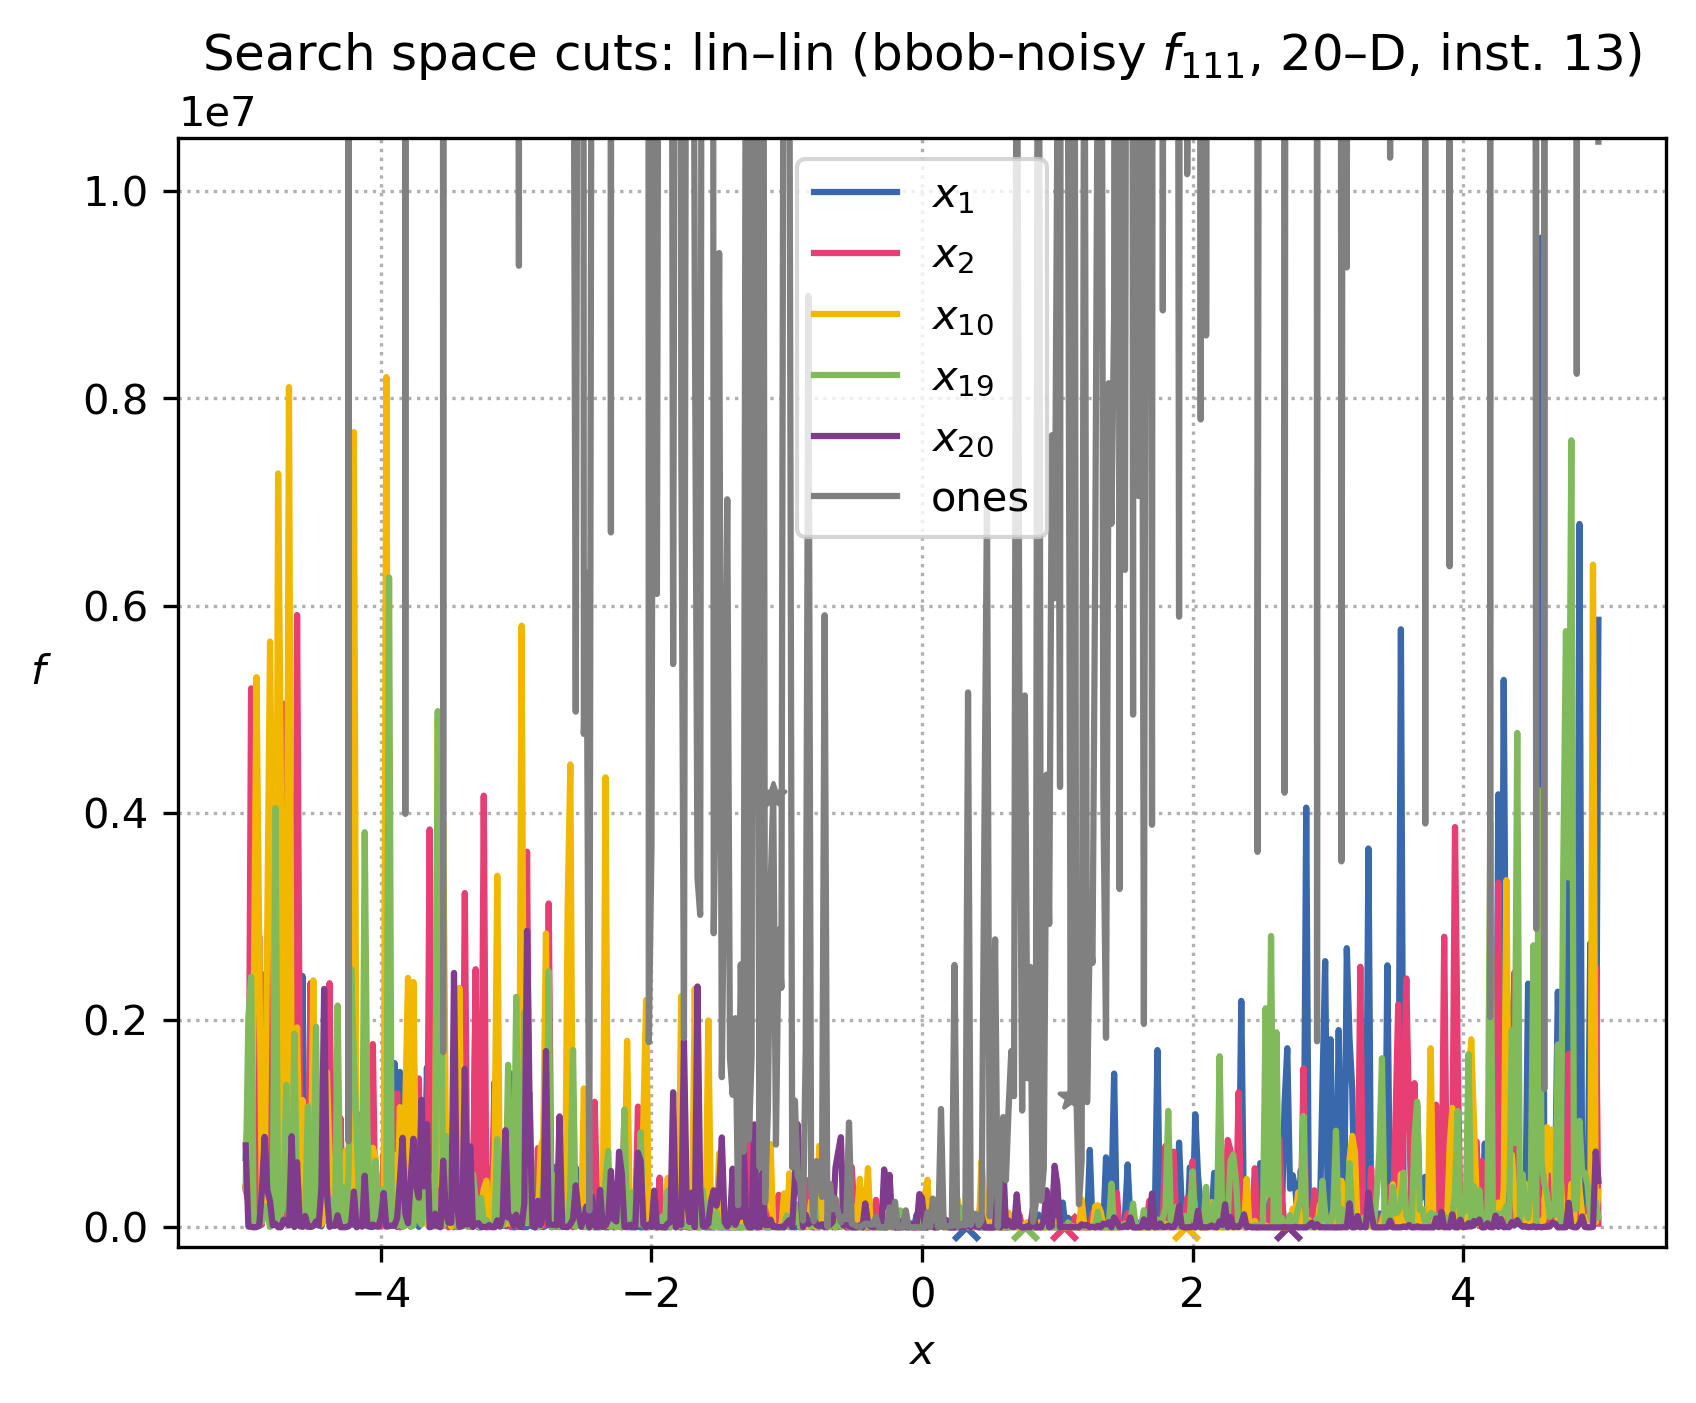 Search space cuts: lin–lin (bbob-noisy f₁₁₁, 20–D, inst. 13)
1e7
1.0
0.8
0.6
0.4
0.2
0.0
f
−4
−2
0
2
4
x
x₁
x₂
x₁₀
x₁₉
x₂₀
ones